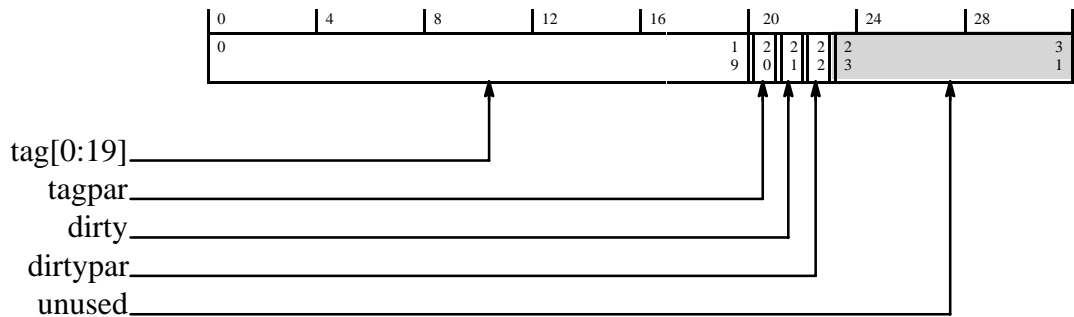 0 4 8 12 16 20 24 28
0 1 2 2 2 2 3
9 0 1 2 3 1
tag[0:19]
tagpar
dirty
dirtypar
unused